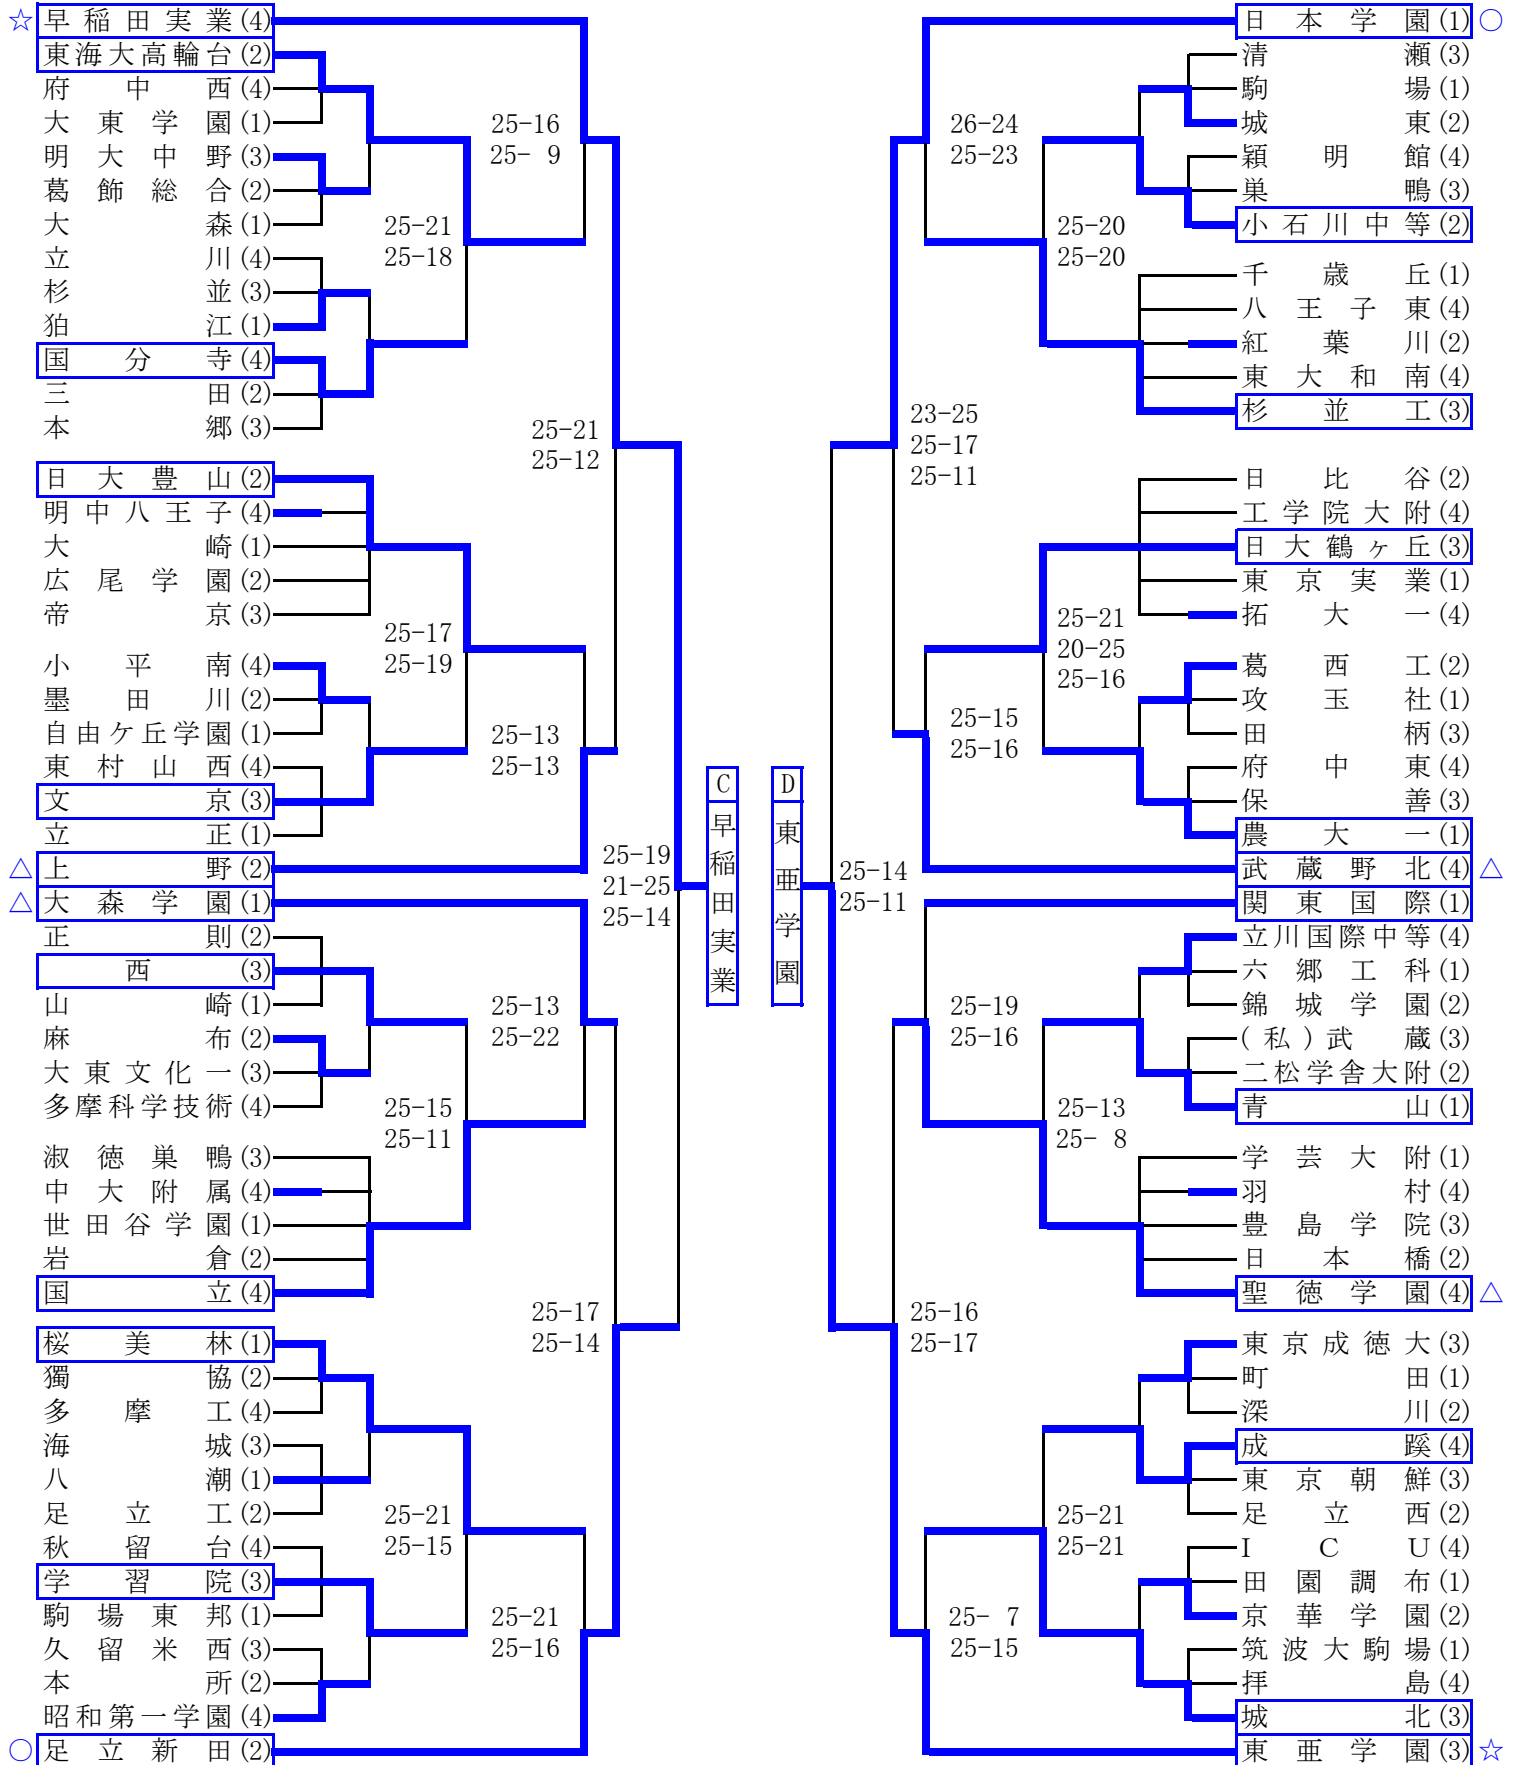 ☆早稲田実業(4)
東海大高輪台(2)
府中西(4)
大東学園(1)
明大中野(3)
葛飾総合(2)
大森(1)
立川(4)
杉並(3)
狛江(1)
国分寺(4)
三田(2)
本郷(3)
日大豊山(2)
明中八王子(4)
大崎(1)
広尾学園(2)
帝京(3)
小平南(4)
墨田川(2)
自由ケ丘学園(1)
東村山西(4)
文京(3)
立正(1)
△上野(2)
△大森学園(1)
正則(2)
西(3)
山崎(1)
麻布(2)
大東文化一(3)
多摩科学技術(4)
淑徳巣鴨(3)
中大附属(4)
世田谷学園(1)
岩倉(2)
国立(4)
桜美林(1)
獨協(2)
多摩工(4)
海城(3)
八潮(1)
足立工(2)
秋留台(4)
学習院(3)
駒場東邦(1)
久留米西(3)
本所(2)
昭和第一学園(4)
○足立新田(2)
25-21
25-18
25-17
25-19
25-15
25-11
25-21
25-15
25-16
25- 9
25-13
25-13
25-13
25-22
25-21
25-16
25-21
25-12
25-17
25-14
25-19
21-25
25-14
C
早稲田実業
D
東亜学園
25-14
25-11
23-25
25-17
25-11
25-16
25-17
26-24
25-23
25-15
25-16
25-19
25-16
25- 7
25-15
25-20
25-20
25-21
20-25
25-16
25-13
25- 8
25-21
25-21
日本学園(1)○
清瀬(3)
駒場(1)
城東(2)
穎明館(4)
巣鴨(3)
小石川中等(2)
千歳丘(1)
八王子東(4)
紅葉川(2)
東大和南(4)
杉並工(3)
日比谷(2)
工学院大附(4)
日大鶴ヶ丘(3)
東京実業(1)
拓大一(4)
葛西工(2)
攻玉社(1)
田柄(3)
府中東(4)
保善(3)
農大一(1)
武蔵野北(4)△
関東国際(1)
立川国際中等(4)
六郷工科(1)
錦城学園(2)
(私)武蔵(3)
二松学舎大附(2)
青山(1)
学芸大附(1)
羽村(4)
豊島学院(3)
日本橋(2)
聖徳学園(4)△
東京成徳大(3)
町田(1)
深川(2)
成蹊(4)
東京朝鮮(3)
足立西(2)
ICU(4)
田園調布(1)
京華学園(2)
筑波大駒場(1)
拝島(4)
城北(3)
東亜学園(3)☆